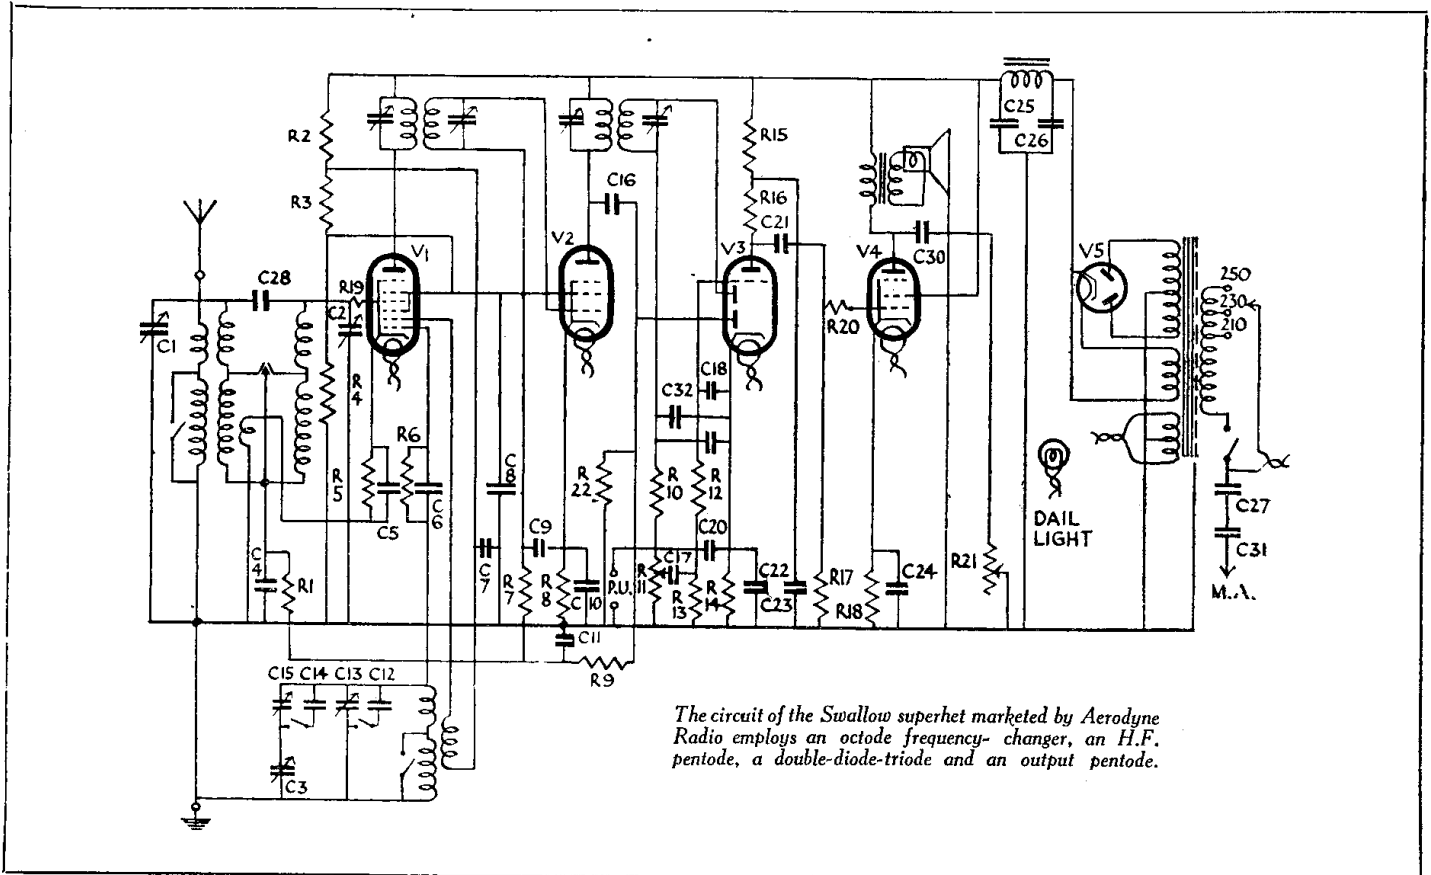 C25
C26
R2
R15
C16
R3
R16
C21
V1
V2
V3
V4
C30
V5
C28
R19
C2
250
230
210
C1
R20
R4
C18
C32
R6
R5
C8
R22
R10
R12
C5
C6
C27
DAIL
LIGHT
C9
C20
C31
C4
R1
C7
R7
R8
C10
P.U.
R11
C17
R13
R14
C22
C23
R17
R18
C24
R21
M.A.
C11
R9
C15 C14 C13 C12
C3
The circuit of the Swallow superhet marketed by Aerodyne
Radio employs an octode frequency- changer, an H.F.
pentode, a double-diode-triode and an output pentode.